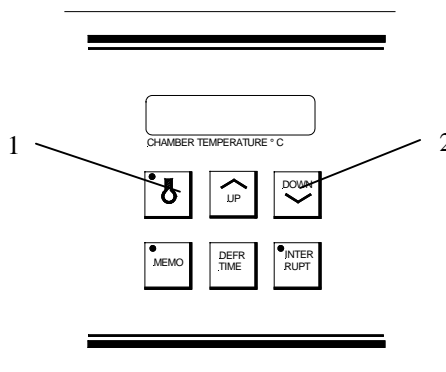 CHAMBER TEMPERATURE ° C
1
2
UP
DOWN
MEMO
DEFR
TIME
INTER
RUPT